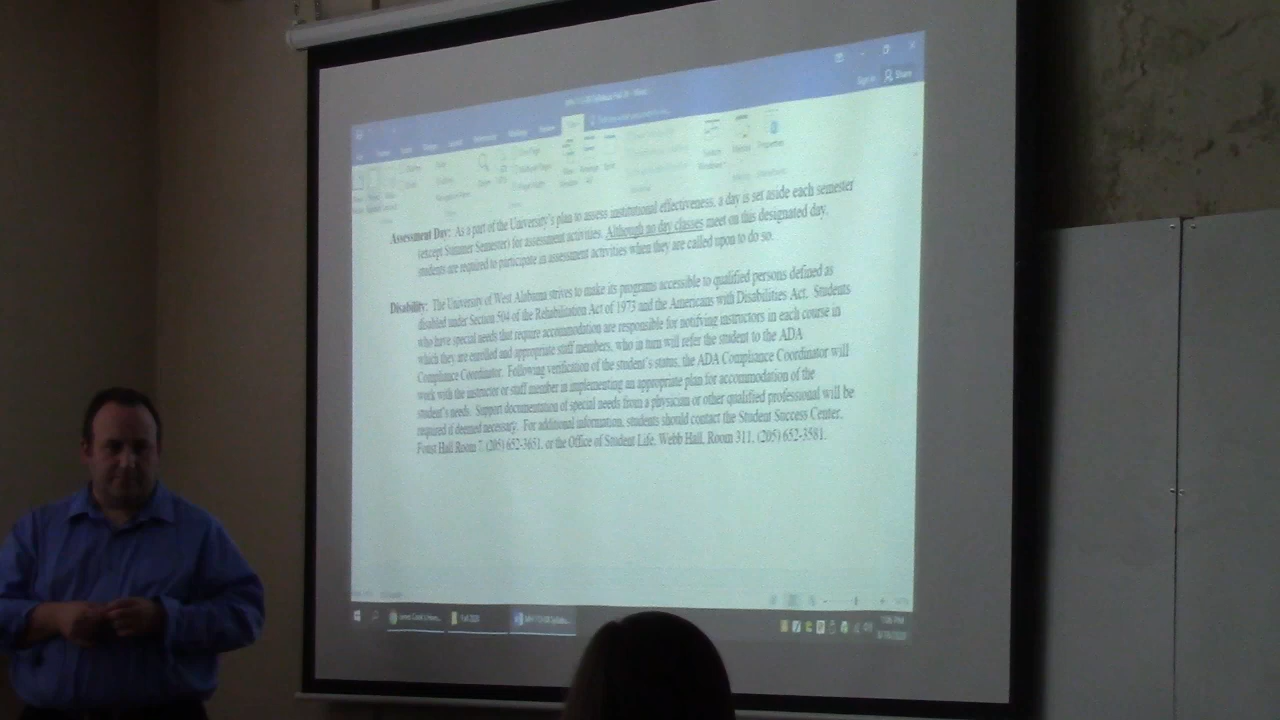 Sign in Share
Properties
Assessment Day: As a part of the University's plan to assess institutional effectiveness, a day is set aside each semester
(except Summer Semester) for assessment activities. Although no day classes meet on this designated day,
students are required to participate in assessment activities when they are called upon to do so.
Disability: The University of West Alabama strives to make its programs accessible to qualified persons defined as
disabled under Section 504 of the Rehabilitation Act of 1973 and the Americans with Disabilities Act. Students
who have special needs that require accommodation are responsible for notifying instructors in each course in
which they are enrolled and appropriate staff members, who in turn will refer the student to the ADA
Compliance Coordinator. Following verification of the student's status, the ADA Compliance Coordinator will
work with the instructor or staff member in implementing an appropriate plan for accommodation of the
student's needs. Support documentation of special needs from a physician or other qualified professional will be
required if deemed necessary. For additional information, students should contact the Student Success Center,
Foust Hall Room 7, (205) 652-3651, or the Office of Student Life, Webb Hall, Room 311, (205) 652-3581.